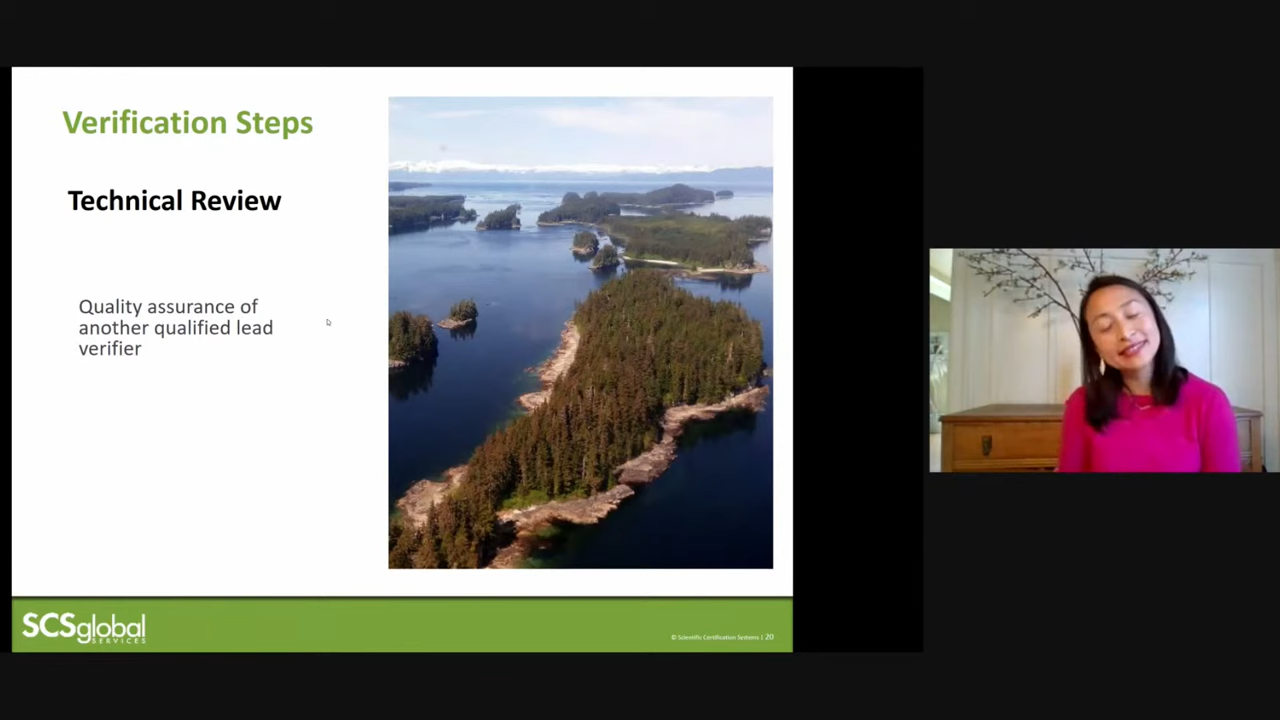 Verification Steps
Technical Review
Quality assurance of
another qualified lead
verifier
SCSglobal
SERVICES
© Scientific Certification Systems | 20